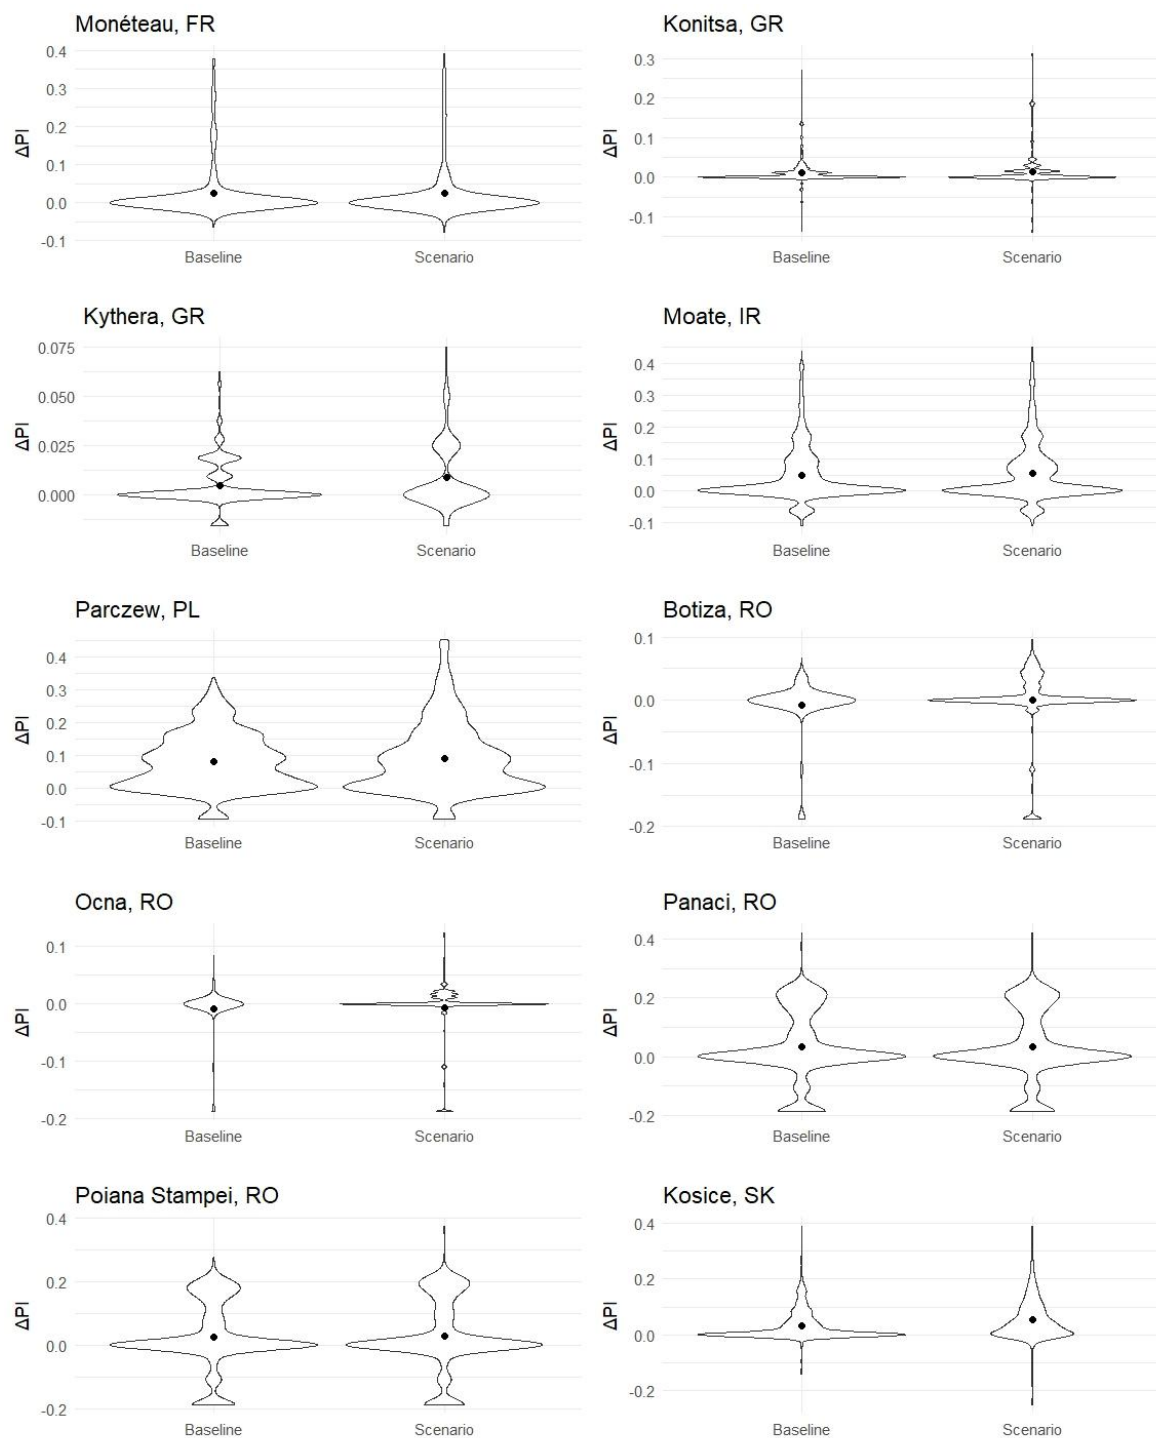 Monéteau, FR
ΔPI
0.4
0.3
0.2
0.1
0.0
-0.1
Baseline Scenario
Konitsa, GR
ΔPI
0.3
0.2
0.1
0.0
-0.1
Baseline Scenario
Kythera, GR
ΔPI
0.075
0.050
0.025
0.000
Baseline Scenario
Moate, IR
ΔPI
0.4
0.3
0.2
0.1
0.0
-0.1
Baseline Scenario
Parczew, PL
ΔPI
0.4
0.3
0.2
0.1
0.0
-0.1
Baseline Scenario
Botiza, RO
ΔPI
0.1
0.0
-0.1
-0.2
Baseline Scenario
Ocna, RO
ΔPI
0.1
0.0
-0.1
-0.2
Baseline Scenario
Panaci, RO
ΔPI
0.4
0.2
0.0
-0.2
Baseline Scenario
Poiana Stampei, RO
ΔPI
0.4
0.2
0.0
-0.2
Baseline Scenario
Kosice, SK
ΔPI
0.4
0.2
0.0
-0.2
Baseline Scenario